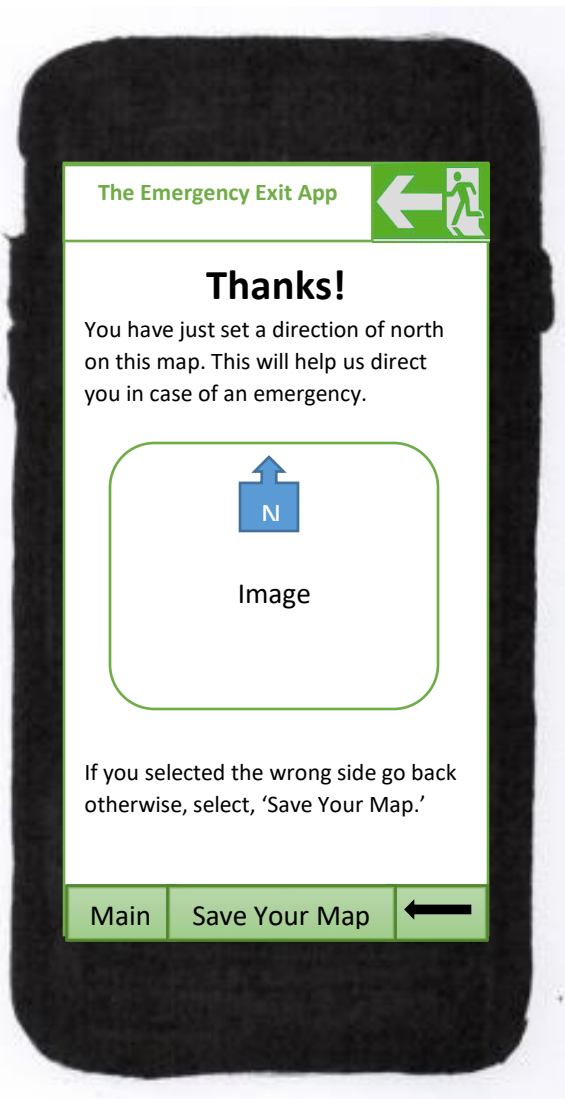 The Emergency Exit App
Thanks!
You have just set a direction of north
on this map. This will help us direct
you in case of an emergency.
N
Image
If you selected the wrong side go back
otherwise, select, ‘Save Your Map.’
Main
Save Your Map